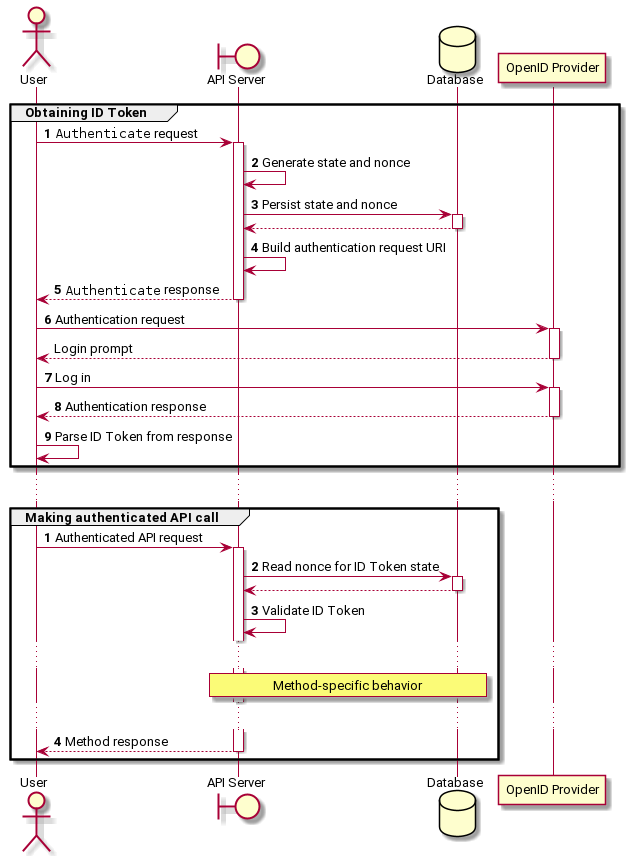 User
API Server
Database
OpenID Provider
Obtaining ID Token
1 Authenticate request
2 Generate state and nonce
3 Persist state and nonce
4 Build authentication request URI
5 Authenticate response
6 Authentication request
Login prompt
7 Log in
8 Authentication response
9 Parse ID Token from response
Making authenticated API call
1 Authenticated API request
2 Read nonce for ID Token state
3 Validate ID Token
Method-specific behavior
4 Method response
User
API Server
Database
OpenID Provider